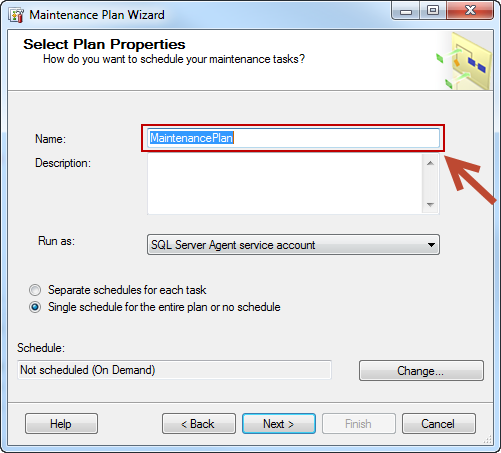 Maintenance Plan Wizard
Select Plan Properties
How do you want to schedule your maintenance tasks?
Name: MaintenancePlan
Description:
Run as: SQL Server Agent service account
Separate schedules for each task
Single schedule for the entire plan or no schedule
Schedule:
Not scheduled (On Demand) Change...
Help < Back Next > Finish Cancel